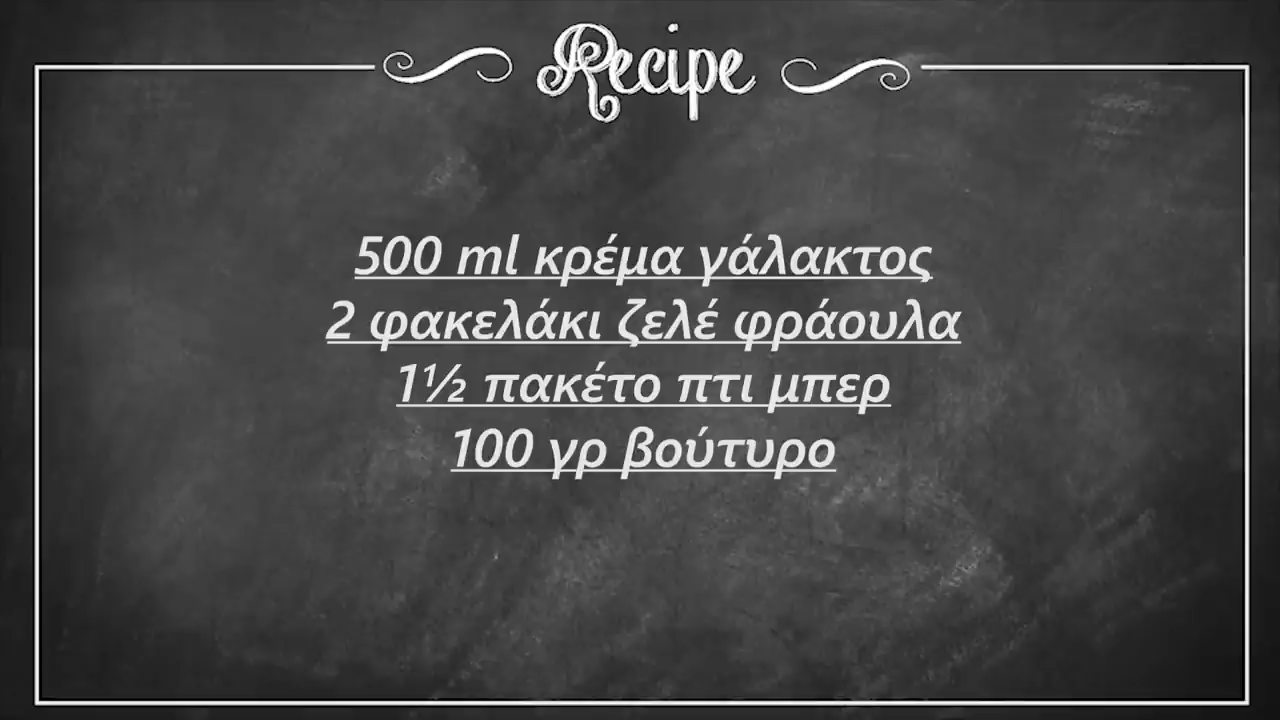 Recipe
500 ml κρέμα γάλακτος
2 φακελάκι ζελέ φράουλα
1½ πακέτο πτι μπερ
100 γρ βούτυρο